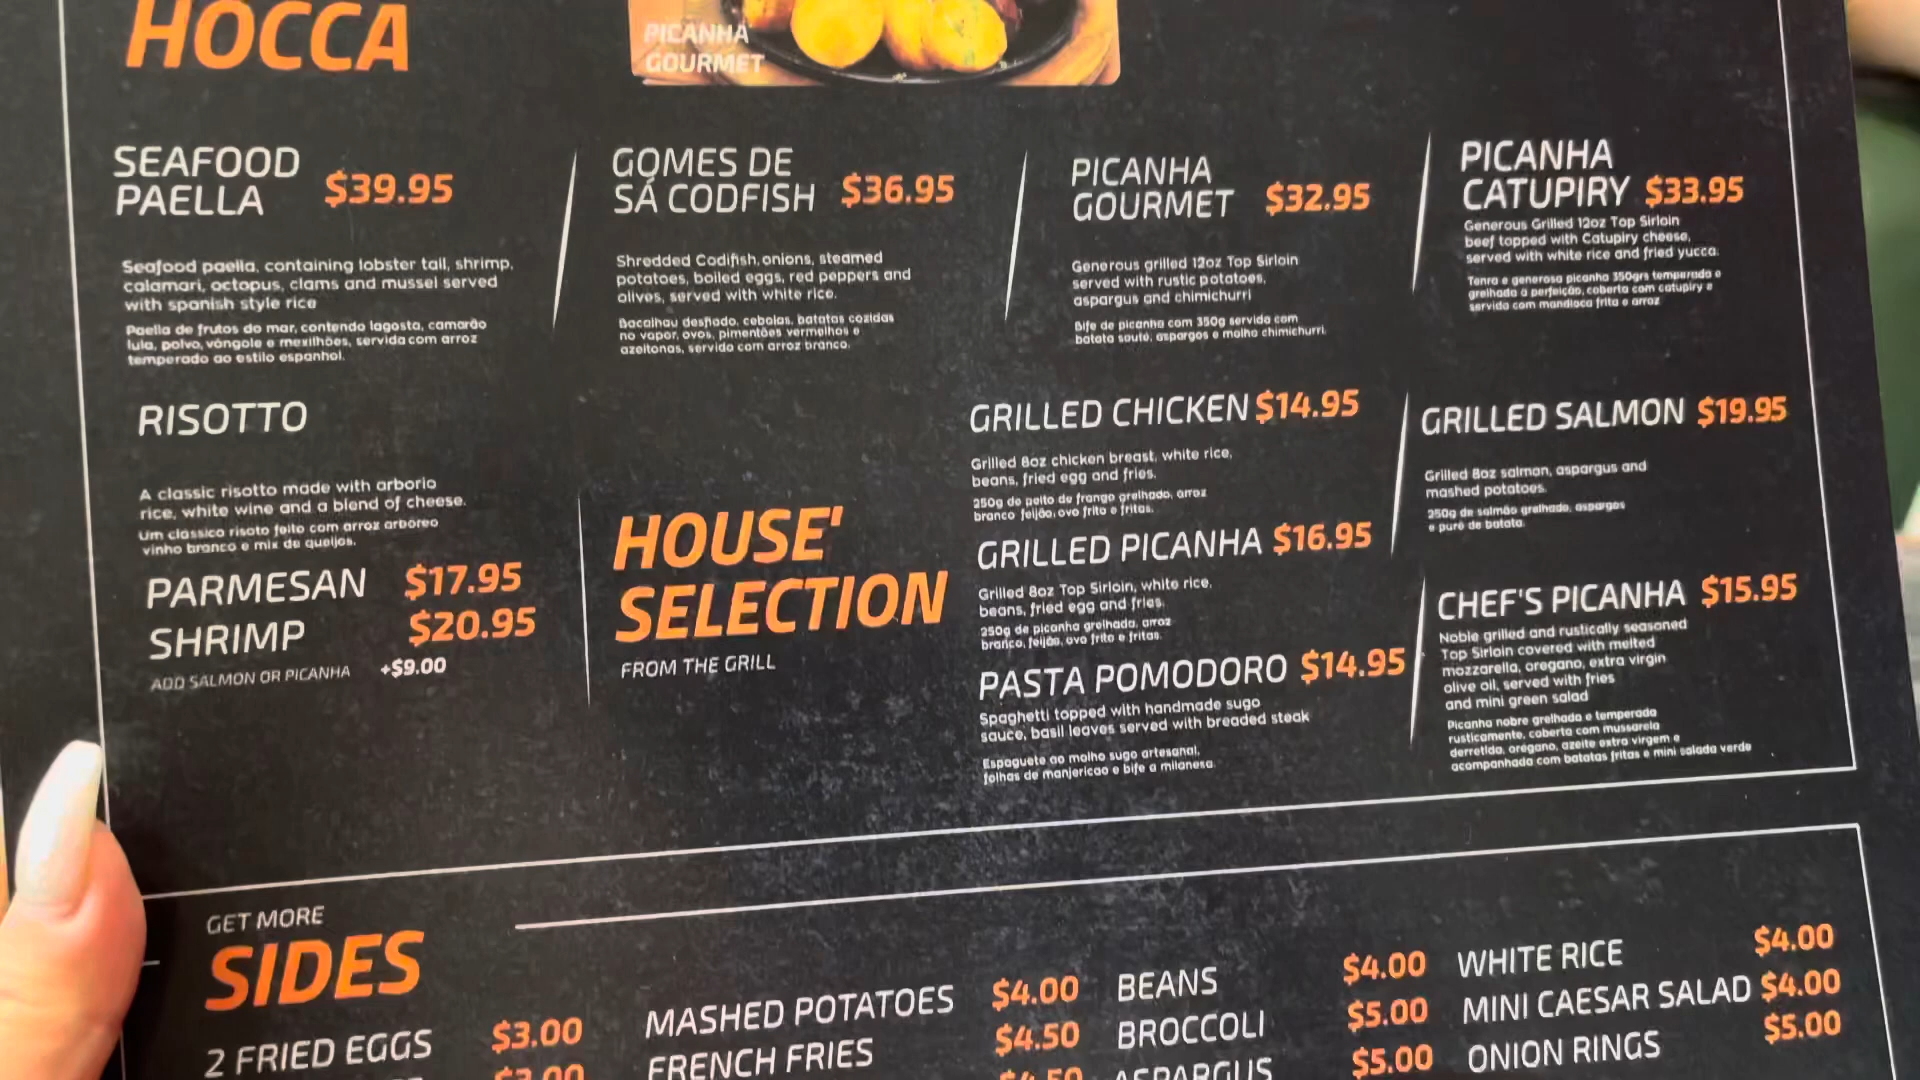 HOCCA
PICANHA
GOURMET
SEAFOOD
PAELLA $39.95
Seafood paella, containing lobster tail, shrimp,
calamari, octopus, clams and mussel served
with spanish style rice
Paella de frutos do mar, contendo lagosta, camarão
lula, polvo, vôngole e mexilhões, servida com arroz
temperado ao estilo espanhol.
GOMES DE
SÁ CODFISH $36.95
Shredded Codifish, onions, steamed
potatoes, boiled eggs, red peppers and
olives, served with white rice.
Bacalhau desfiado, cebolas, batatas cozidas
no vapor, ovos, pimentões vermelhos e
azeitonas, servido com arroz branco.
PICANHA
GOURMET $32.95
Generous grilled 12oz Top Sirloin
served with rustic potatoes,
aspargus and chimichurri
Bife de picanha com 350g servida com
batata sauté, aspargos e molho chimichurri.
PICANHA
CATUPIRY $33.95
Generous Grilled 12oz Top Sirloin
beef topped with Catupiry cheese,
served with white rice and fried yucca.
Tenra e generosa picanha 350grs temperada e
grelhada a perfeição, coberta com catupiry e
servida com mandioca frita e arroz
RISOTTO
A classic risotto made with arborio
rice, white wine and a blend of cheese.
Um classico risoto feito com arroz arboreo
vinho branco e mix de queijos.
PARMESAN $17.95
SHRIMP $20.95
ADD SALMON OR PICANHA +$9.00
HOUSE'
SELECTION
FROM THE GRILL
GRILLED CHICKEN $14.95
Grilled 8oz chicken breast, white rice,
beans, fried egg and fries.
250g de peito de frango grelhado, arroz
branco feijão, ovo frito e fritas.
GRILLED PICANHA $16.95
Grilled 8oz Top Sirloin, white rice,
beans, fried egg and fries.
250g de picanha grelhada, arroz
branco, feijão, ovo frito e fritas.
PASTA POMODORO $14.95
Spaghetti topped with handmade sugo
sauce, basil leaves served with breaded steak
Espaguete ao molho sugo artesanal,
folhas de manjericao e bife a milanesa.
GRILLED SALMON $19.95
Grilled 8oz salmon, aspargus and
mashed potatoes.
250g de salmão grelhado, aspargos
e purê de batata.
CHEF'S PICANHA $15.95
Noble grilled and rustically seasoned
Top Sirloin covered with melted
mozzarella, oregano, extra virgin
olive oil, served with fries
and mini green salad
Picanha nobre grelhada e temperada
rusticamente, coberta com mussarela
derretida, orégano, azeite extra virgem e
acompanhada com batatas fritas e mini salada verde
GET MORE
SIDES
2 FRIED EGGS $3.00
$3.00
MASHED POTATOES $4.00
FRENCH FRIES $4.50
$4.50
BEANS $4.00
BROCCOLI $5.00
ASPARGUS $5.00
WHITE RICE $4.00
MINI CAESAR SALAD $4.00
ONION RINGS $5.00